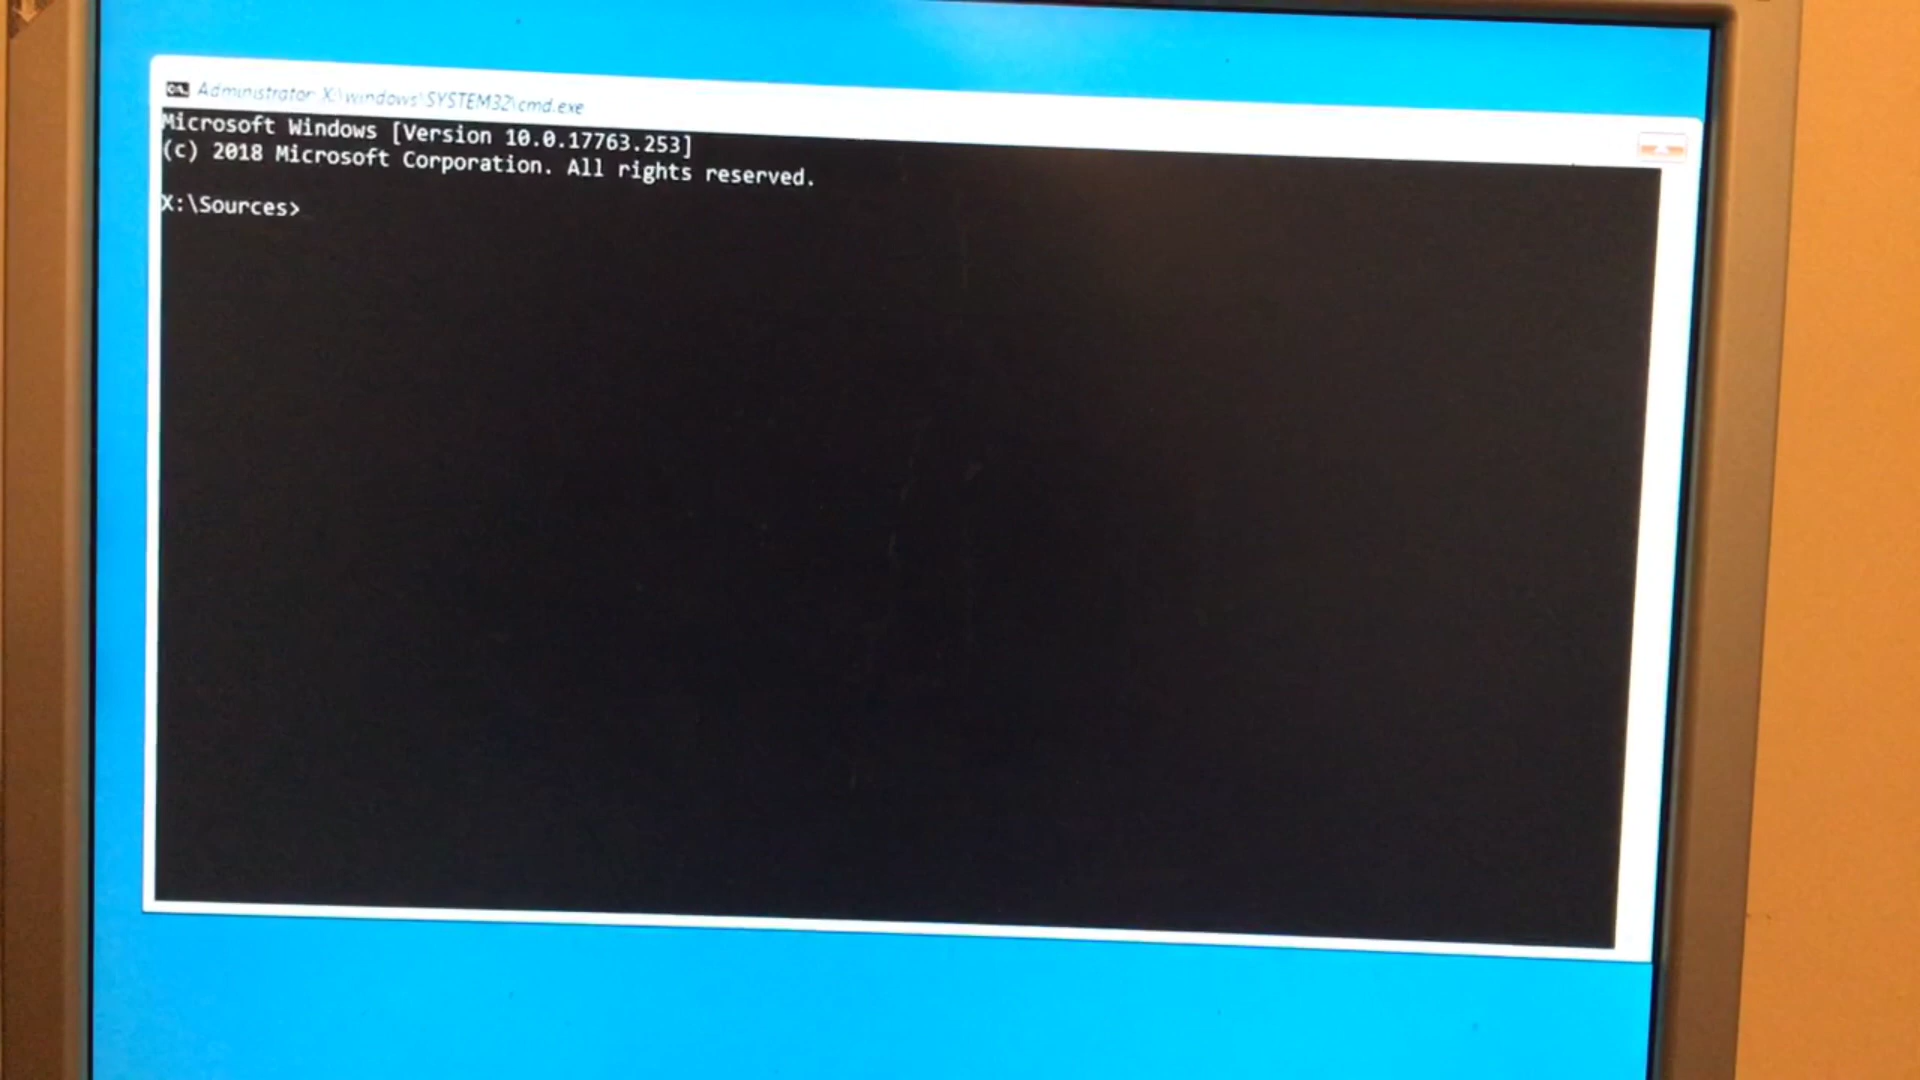 Administrator: X:\windows\SYSTEM32\cmd.exe
Microsoft Windows [Version 10.0.17763.253]
(c) 2018 Microsoft Corporation. All rights reserved.
X:\Sources>